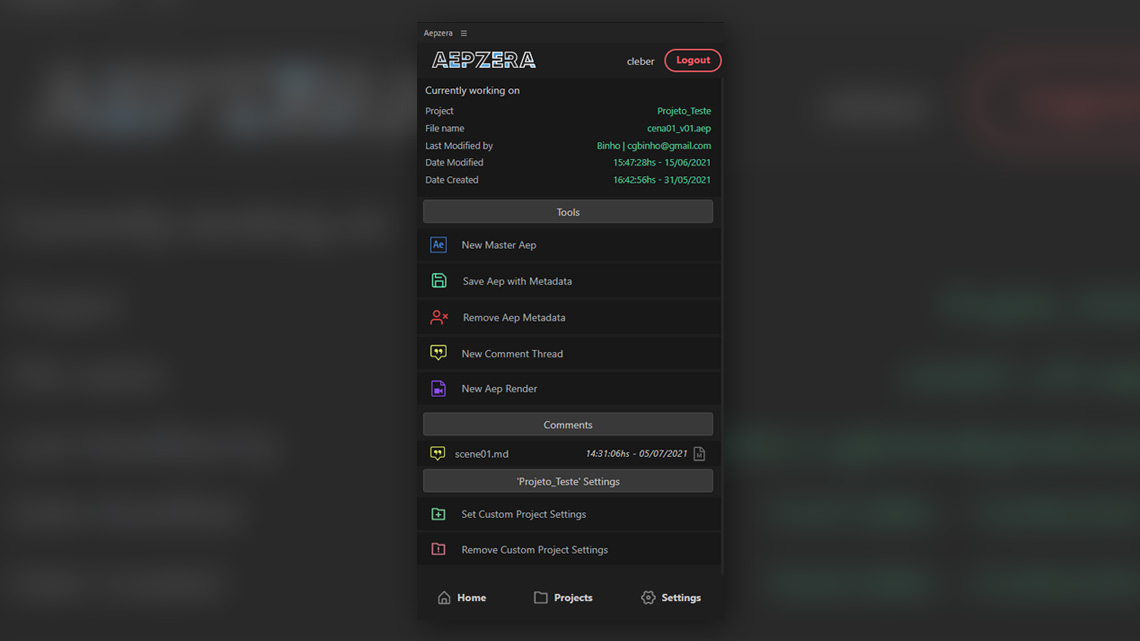 Aepzera
AEPZERA
cleber
Logout
Currently working on
Project Projeto_Teste
File name cena01_v01.aep
Last Modified by Binho | cgbinho@gmail.com
Date Modified 15:47:28hs - 15/06/2021
Date Created 16:42:56hs - 31/05/2021
Tools
Ae New Master Aep
Save Aep with Metadata
Remove Aep Metadata
New Comment Thread
New Aep Render
Comments
scene01.md 14:31:06hs - 05/07/2021
'Projeto_Teste' Settings
Set Custom Project Settings
Remove Custom Project Settings
Home Projects Settings